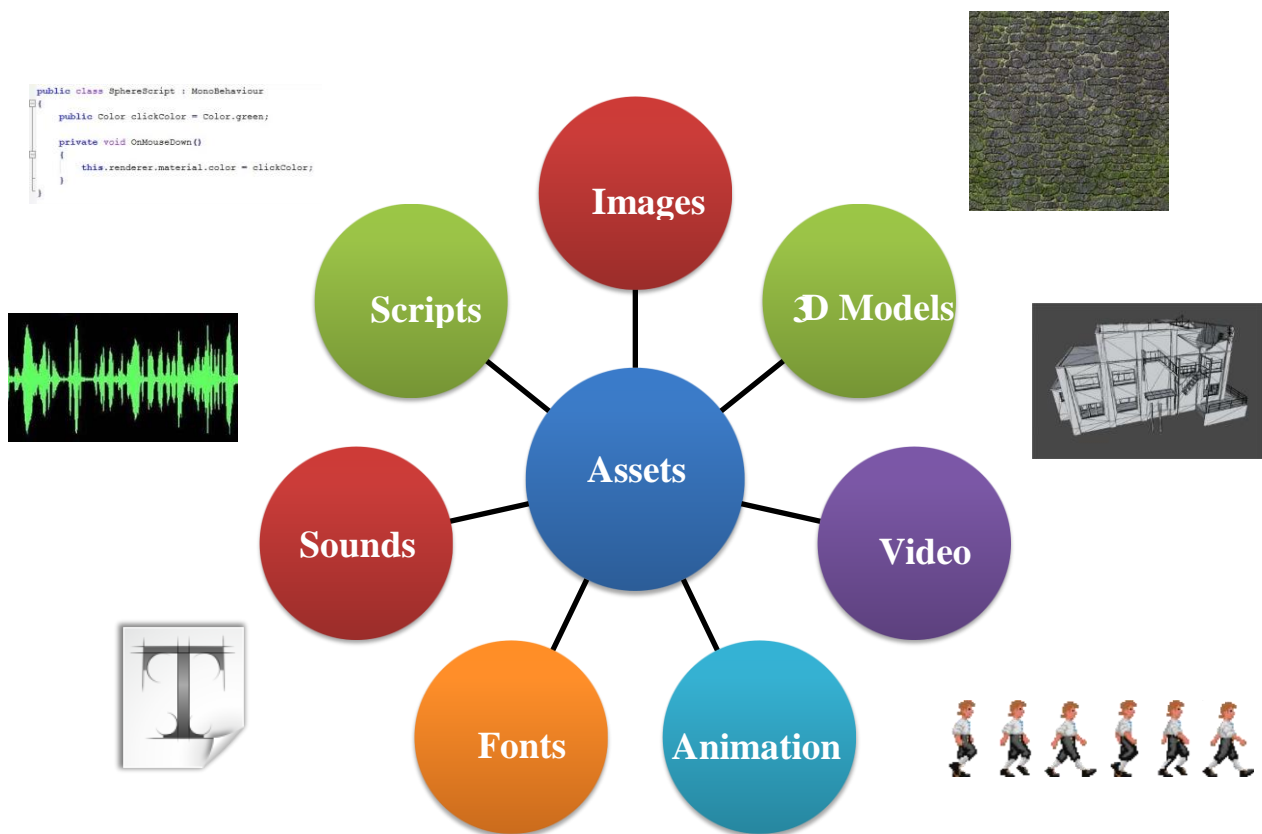 public class SphereScript : MonoBehaviour
{
public Color clickColor = Color.green;
private void OnMouseDown()
{
this.renderer.material.color = clickColor;
}
}
Images
Scripts
3D Models
Assets
Sounds
Video
Fonts
Animation
T